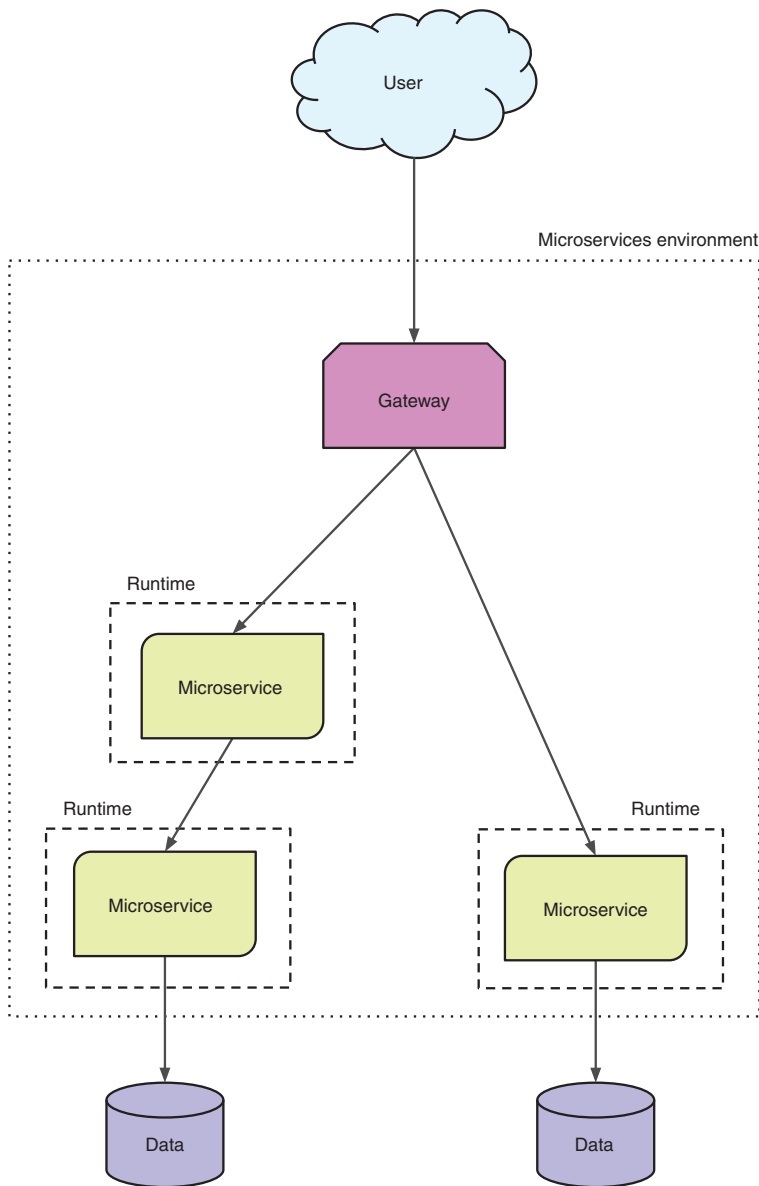 User
Microservices environment
Gateway
Runtime
Microservice
Runtime
Runtime
Microservice
Microservice
Data
Data